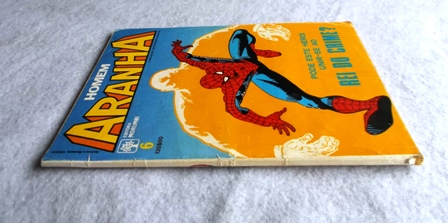 HOMEM
ARANHA
6
PODE ESTE HERÓI
UNIR-SE AO
REI DO CRIME?